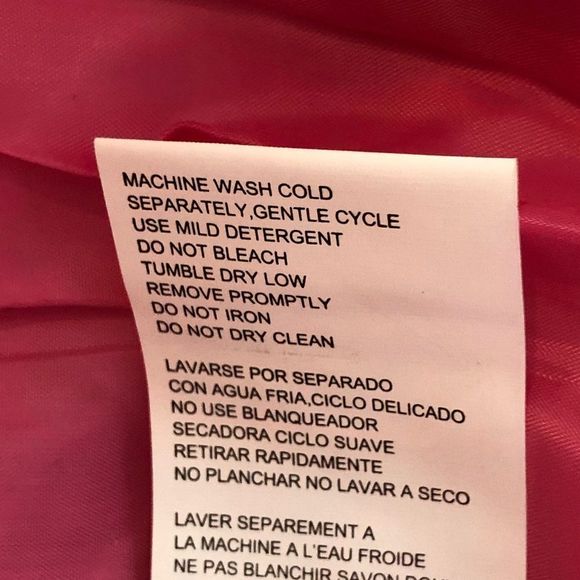 MACHINE WASH COLD
SEPARATELY,GENTLE CYCLE
USE MILD DETERGENT
DO NOT BLEACH
TUMBLE DRY LOW
REMOVE PROMPTLY
DO NOT IRON
DO NOT DRY CLEAN
LAVARSE POR SEPARADO
CON AGUA FRIA,CICLO DELICADO
NO USE BLANQUEADOR
SECADORA CICLO SUAVE
RETIRAR RAPIDAMENTE
NO PLANCHAR NO LAVAR A SECO
LAVER SEPAREMENT A
LA MACHINE A L'EAU FROIDE
NE PAS BLANCHIR SAVON